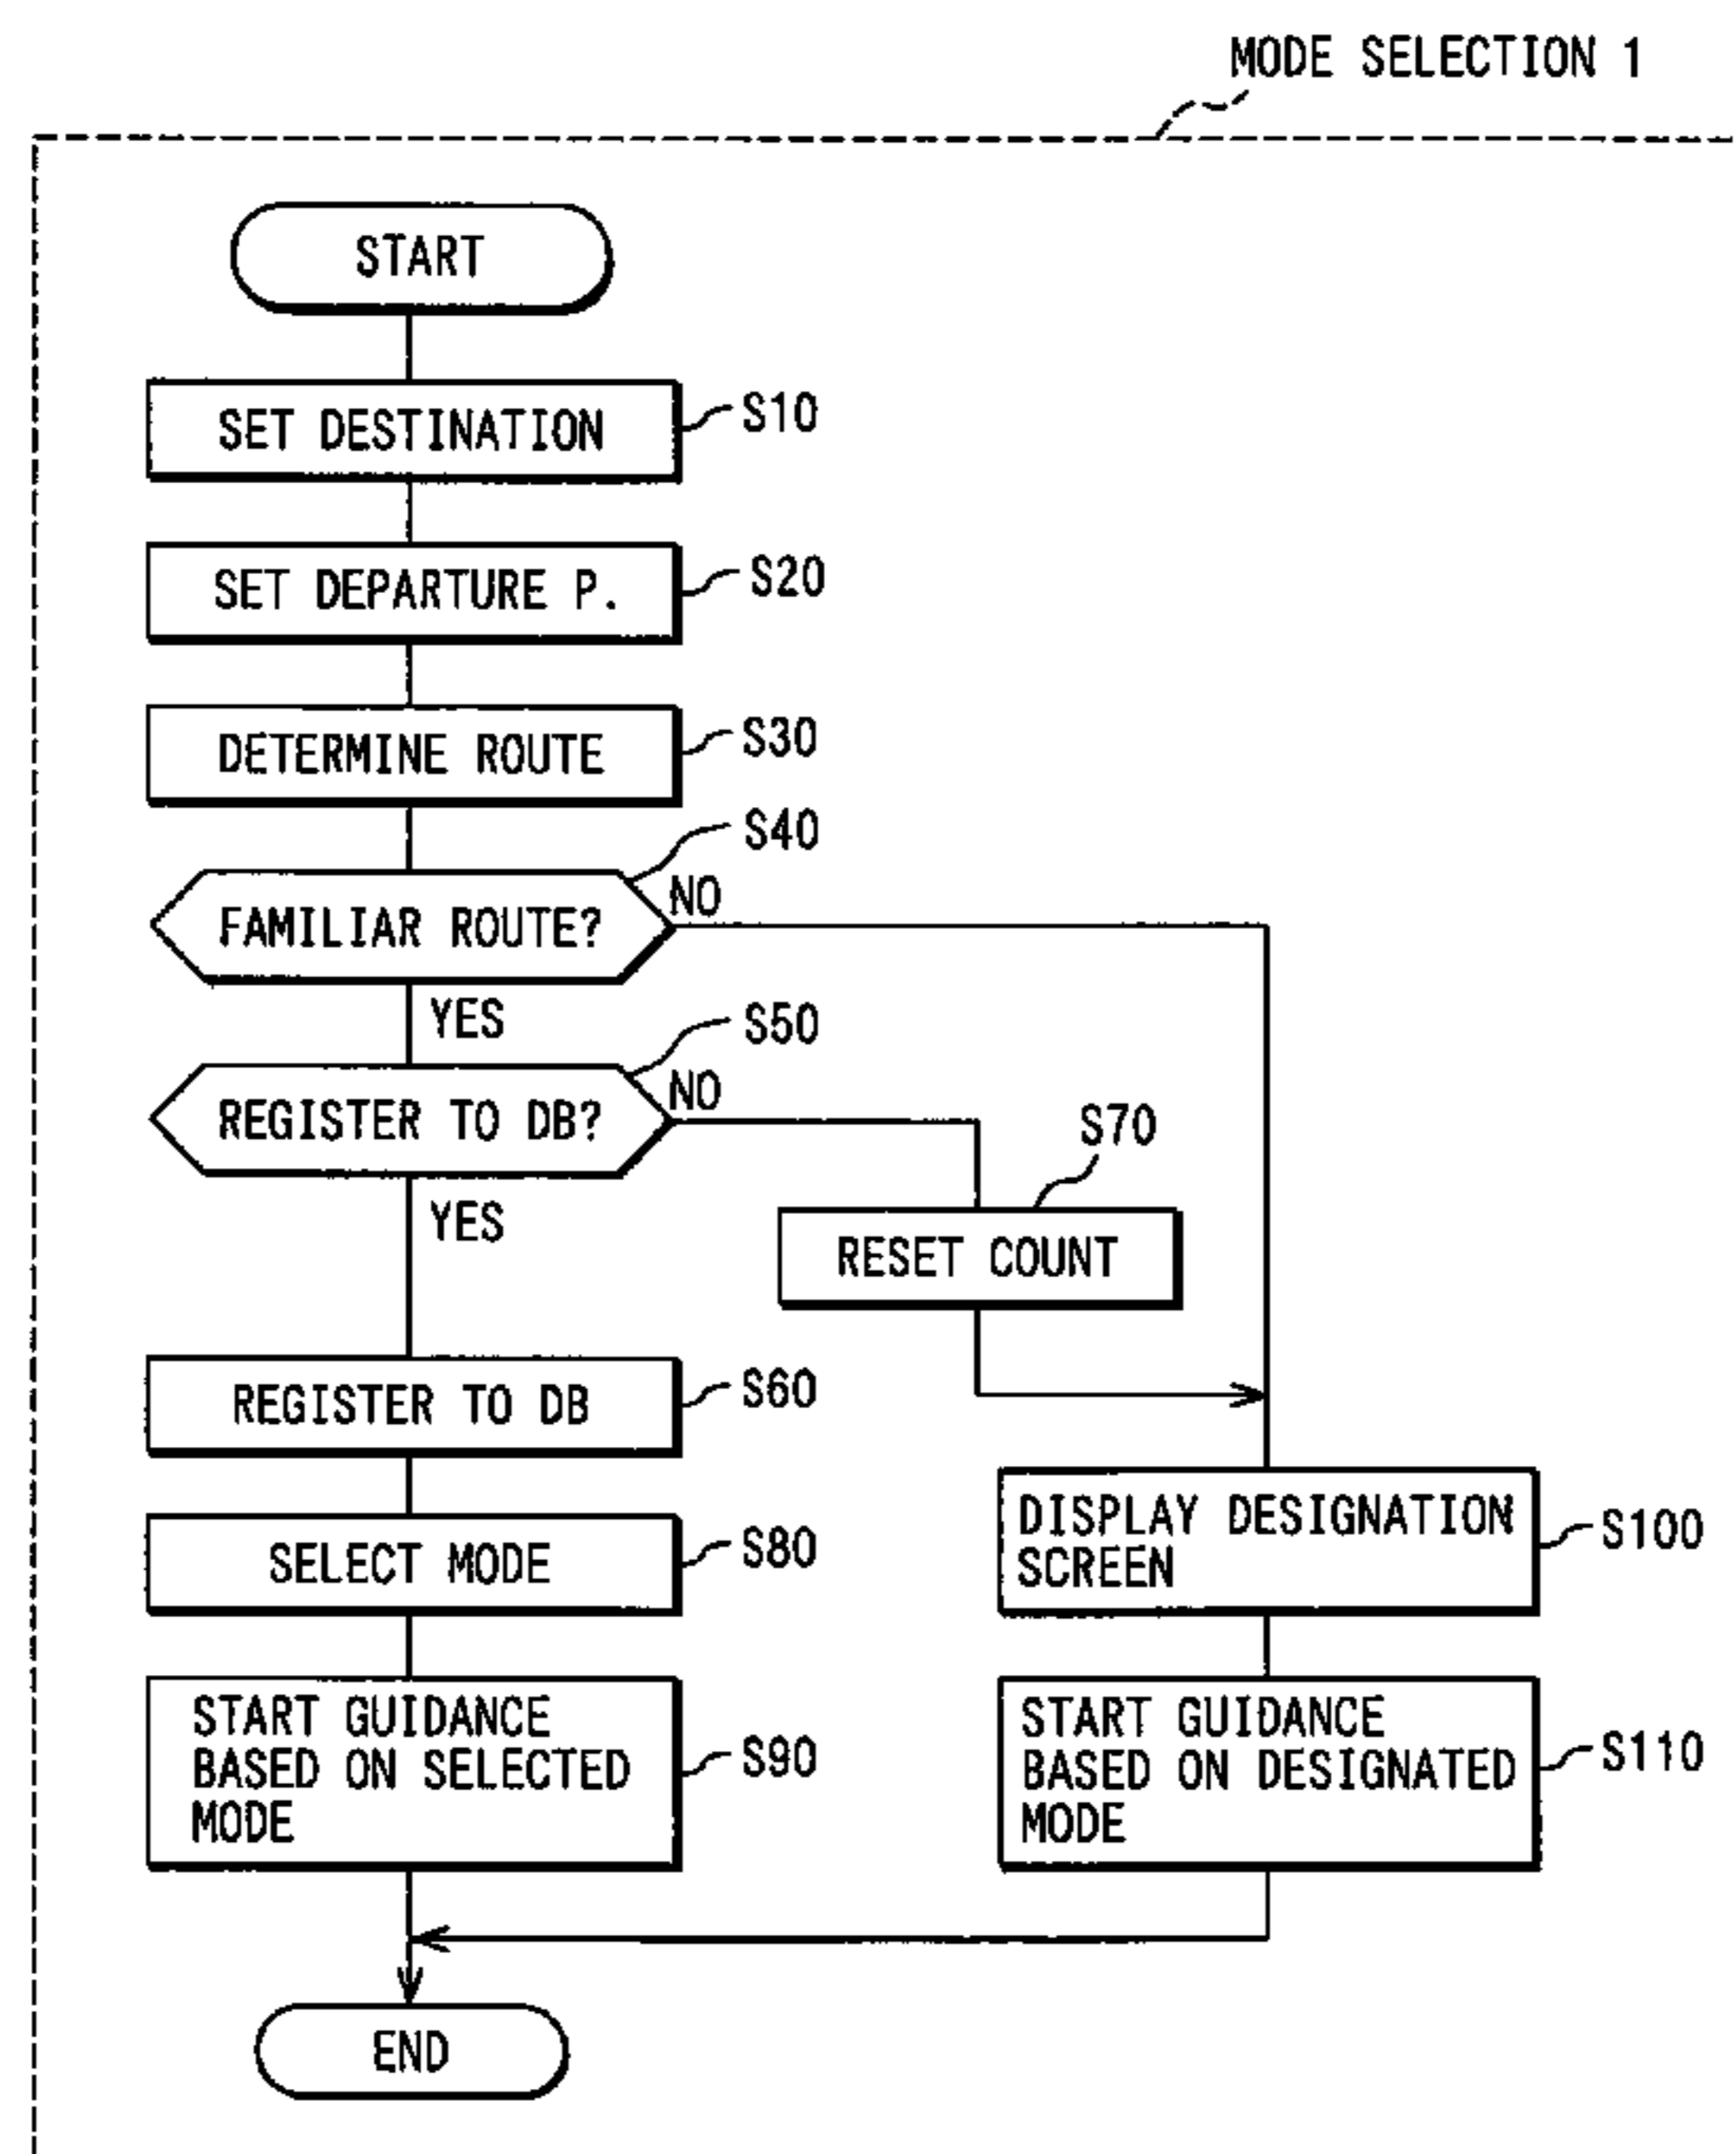 MODE SELECTION 1
START
SET DESTINATION
S10
SET DEPARTURE P.
S20
DETERMINE ROUTE
S30
S40
FAMILIAR ROUTE?
NO
YES
S50
REGISTER TO DB?
NO
YES
S70
RESET COUNT
REGISTER TO DB
S60
SELECT MODE
S80
DISPLAY DESIGNATION
SCREEN
S100
START GUIDANCE
BASED ON SELECTED
MODE
S90
START GUIDANCE
BASED ON DESIGNATED
MODE
S110
END